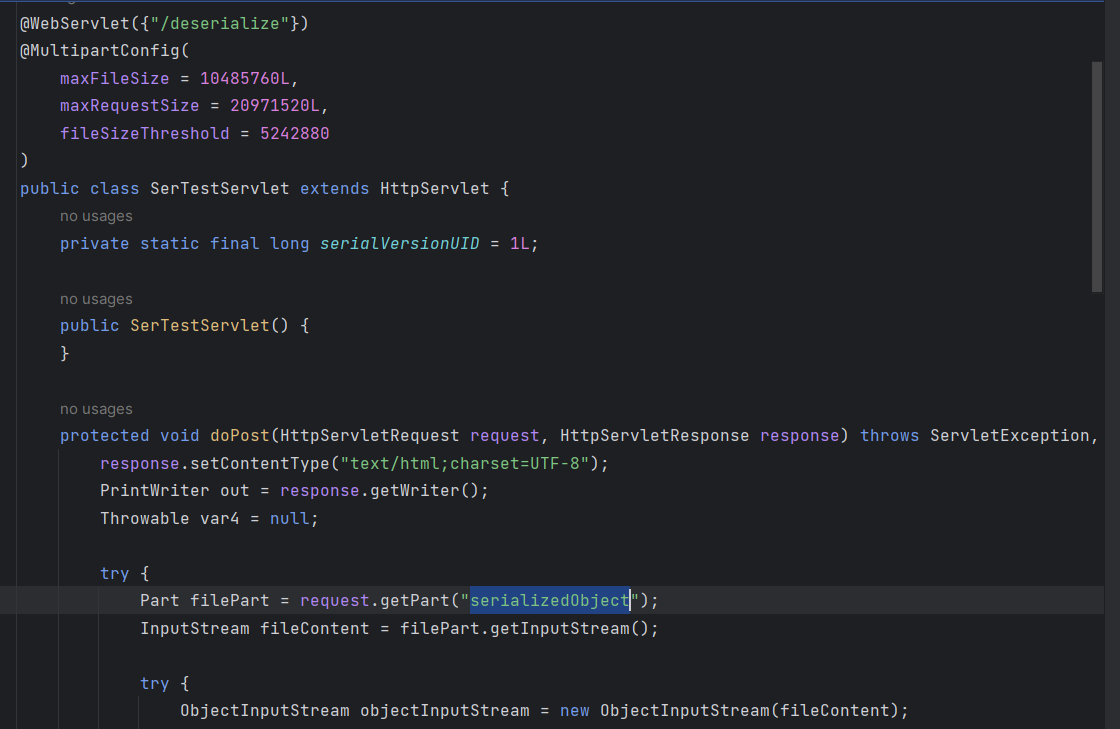 @WebServlet({"/deserialize"})
@MultipartConfig(
    maxFileSize = 10485760L,
    maxRequestSize = 20971520L,
    fileSizeThreshold = 5242880
)
public class SerTestServlet extends HttpServlet {
    no usages
    private static final long serialVersionUID = 1L;
    no usages
    public SerTestServlet() {
    }
    no usages
    protected void doPost(HttpServletRequest request, HttpServletResponse response) throws ServletException,
        response.setContentType("text/html;charset=UTF-8");
        PrintWriter out = response.getWriter();
        Throwable var4 = null;
        try {
            Part filePart = request.getPart("serializedObject");
            InputStream fileContent = filePart.getInputStream();
            try {
                ObjectInputStream objectInputStream = new ObjectInputStream(fileContent);